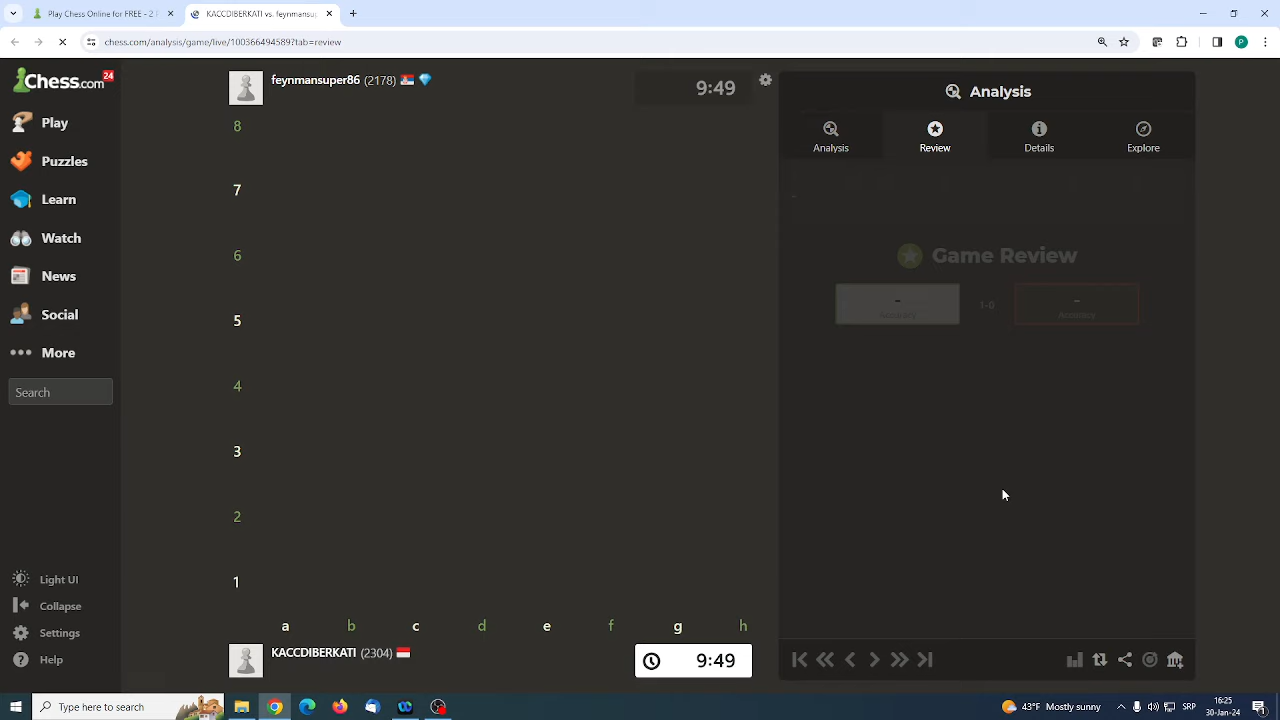 Play Chess Online for FREE - 2
KACCDIBERKATI vs. feynmansu
chess.com/analysis/game/live/100366494589?tab=review
P
Chess.com
24
Play
Puzzles
Learn
Watch
News
Social
More
Search
Light UI
Collapse
Settings
Help
feynmansuper86 (2178)
9:49
8
7
6
5
4
3
2
1
a b c d e f g h
KACCDIBERKATI (2304)
9:49
Analysis
Analysis Review Details Explore
Game Review
- 1-0 -
Accuracy Accuracy
Type here to search
43°F Mostly sunny
SRP
16:25
30-Jan-24